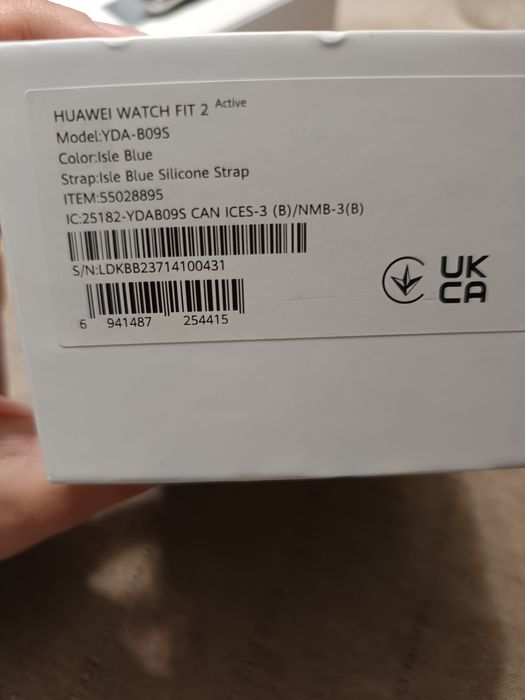 HUAWEI WATCH FIT 2 Active
Model:YDA-B09S
Color:Isle Blue
Strap:Isle Blue Silicone Strap
ITEM:55028895
IC:25182-YDAB09S CAN ICES-3 (B)/NMB-3(B)
S/N:LDKBB23714100431
6 941487 254415
UK
CA